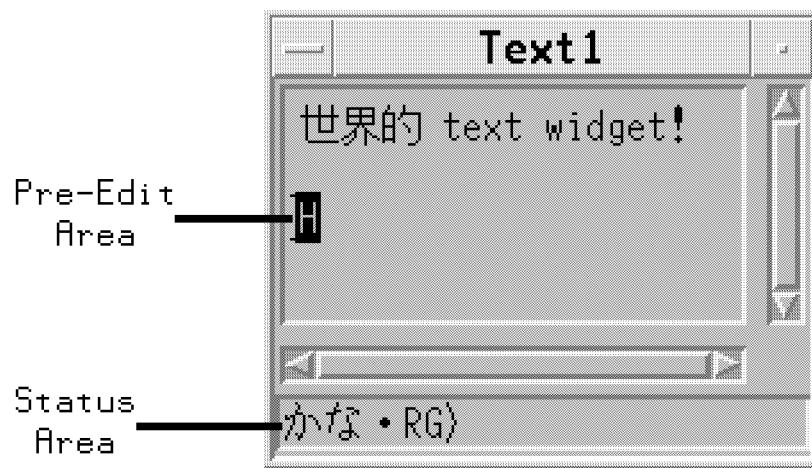 Text1
世界的 text widget!
Pre-Edit
Area
H
Status
Area
かな・RG)